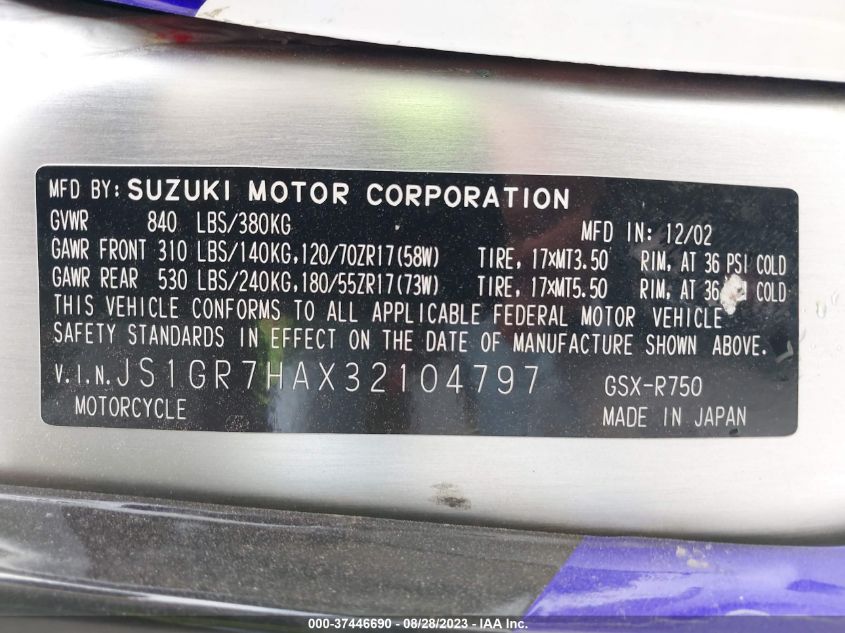 MFD BY: SUZUKI MOTOR CORPORATION
GVWR 840 LBS/380KG MFD IN: 12/02
GAWR FRONT 310 LBS/140KG, 120/70ZR17(58W) TIRE, 17xMT3.50 RIM, AT 36 PSI COLD
GAWR REAR 530 LBS/240KG, 180/55ZR17(73W) TIRE, 17xMT5.50 RIM, AT 36 COLD
THIS VEHICLE CONFORMS TO ALL APPLICABLE FEDERAL MOTOR VEHICLE
SAFETY STANDARDS IN EFFECT ON THE DATE OF MANUFACTURE SHOWN ABOVE.
V.I.N. JS1GR7HAX32104797 GSX-R750
MOTORCYCLE MADE IN JAPAN
000-37446690 - 08/28/2023 - IAA Inc.